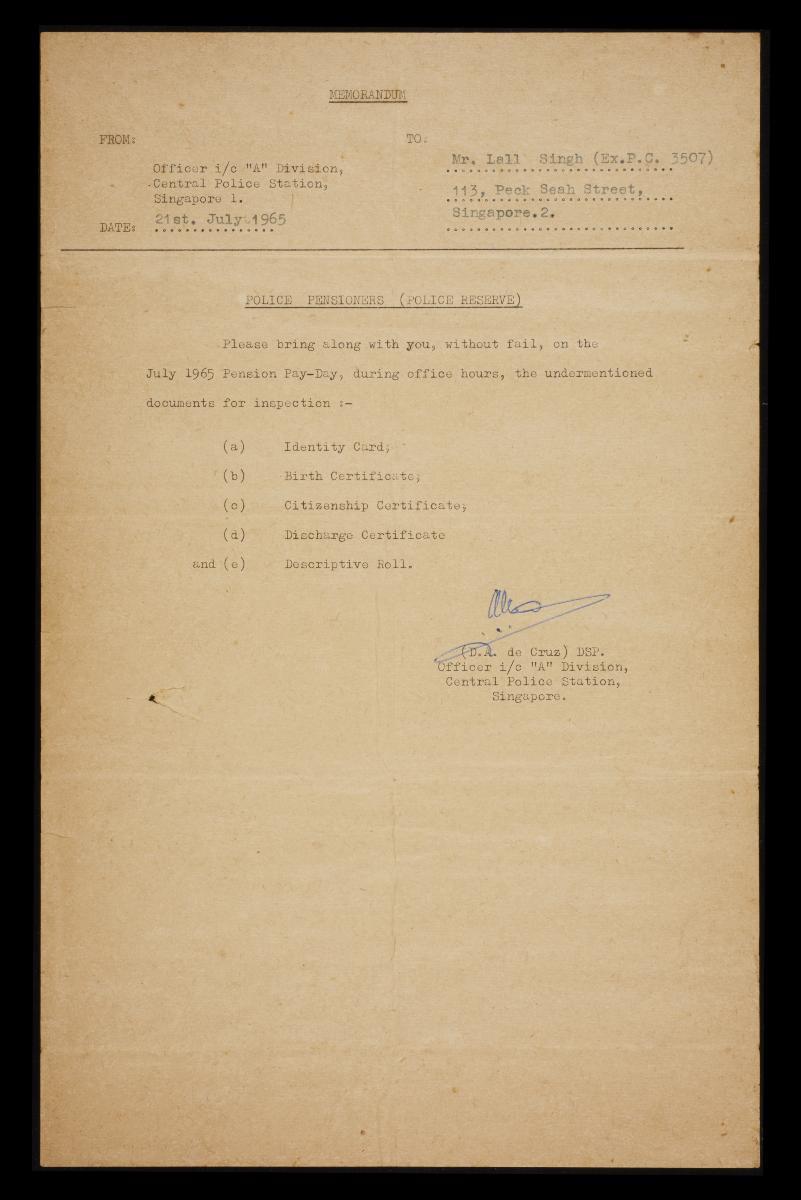 MEMORANDUM
FROM:
TO:
Officer i/c "A" Division,
Central Police Station,
Singapore 1.
Mr. Lall Singh (Ex.P.C. 3507)
113, Peck Seah Street,
Singapore.2.
DATE: 21st. July 1965
POLICE PENSIONERS (POLICE RESERVE)
Please bring along with you, without fail, on the
July 1965 Pension Pay-Day, during office hours, the undermentioned
documents for inspection :-
(a) Identity Card;
(b) Birth Certificate;
(c) Citizenship Certificate;
(d) Discharge Certificate
and (e) Descriptive Roll.
(D.A. de Cruz) DSP.
Officer i/c "A" Division,
Central Police Station,
Singapore.